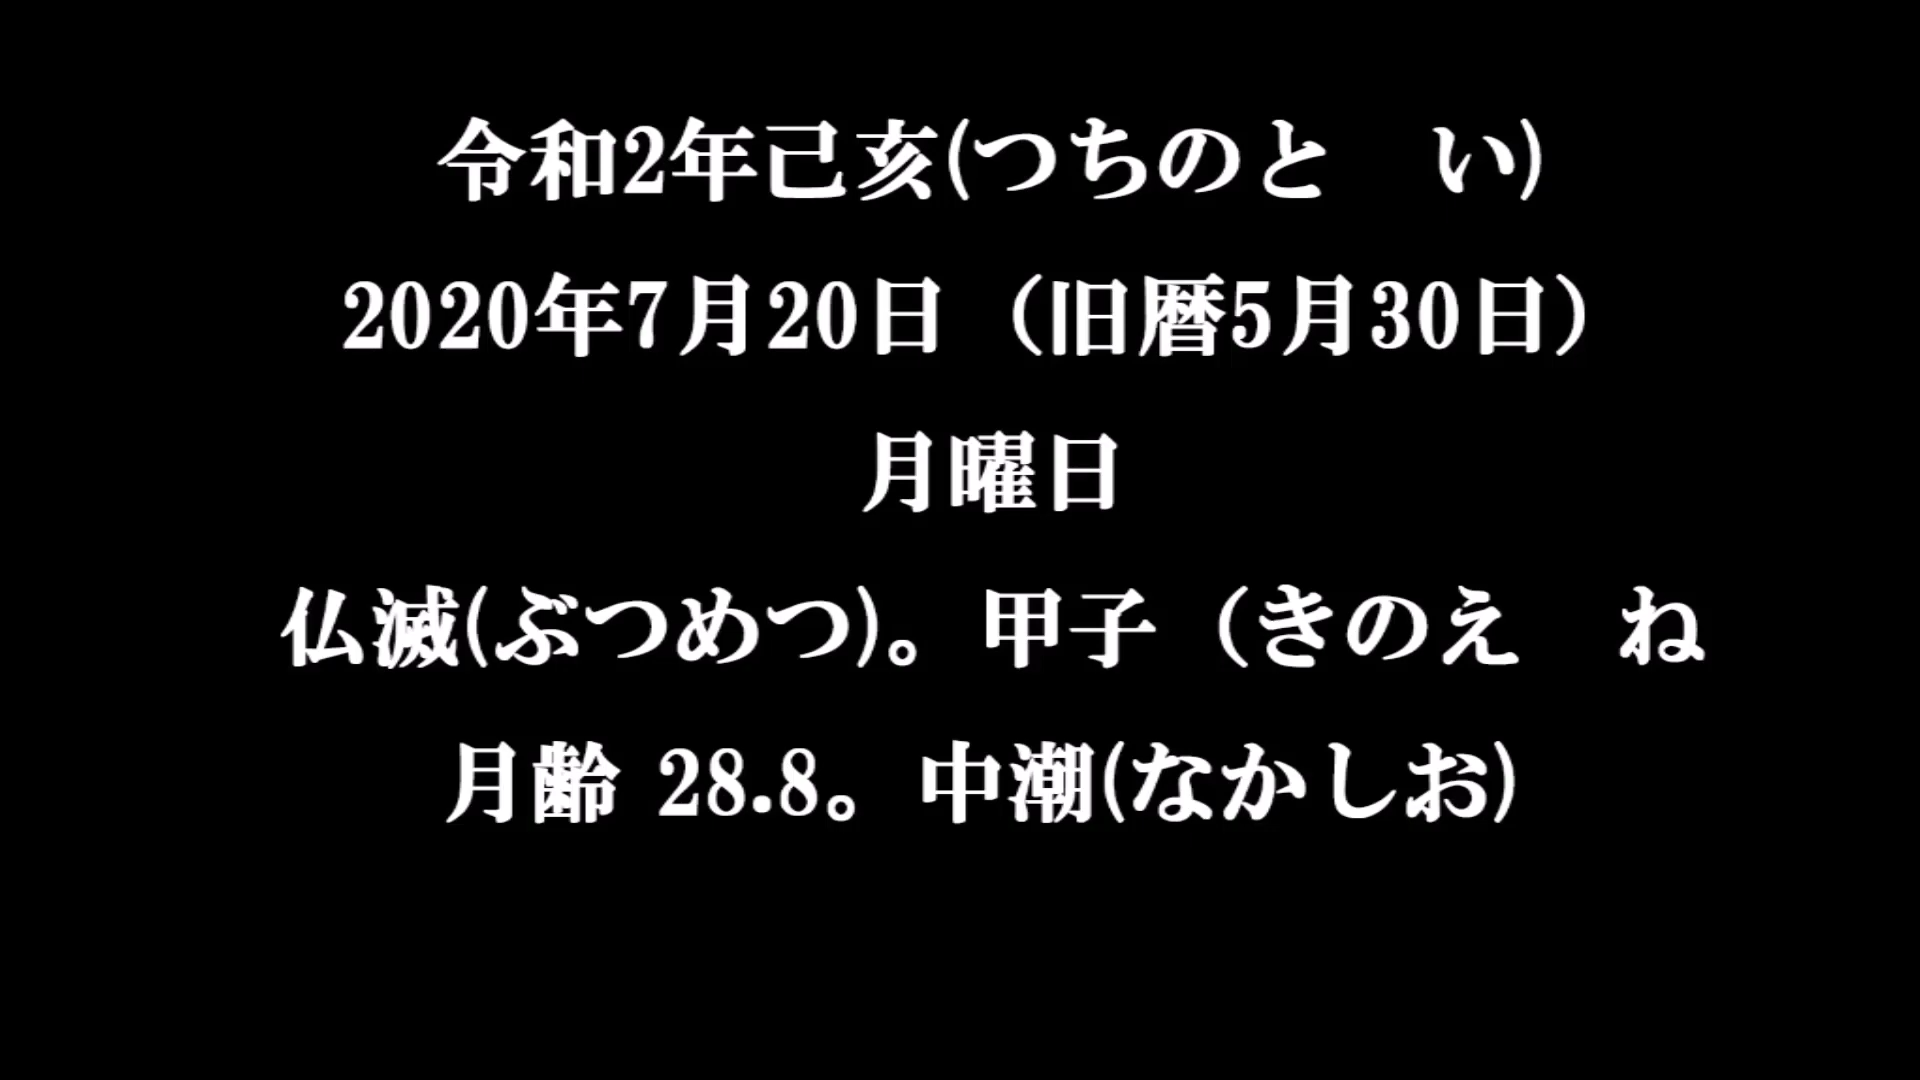 令和2年己亥(つちのと　い)
2020年7月20日（旧暦5月30日）
月曜日
仏滅(ぶつめつ)。甲子（きのえ　ね
月齢 28.8。中潮(なかしお)